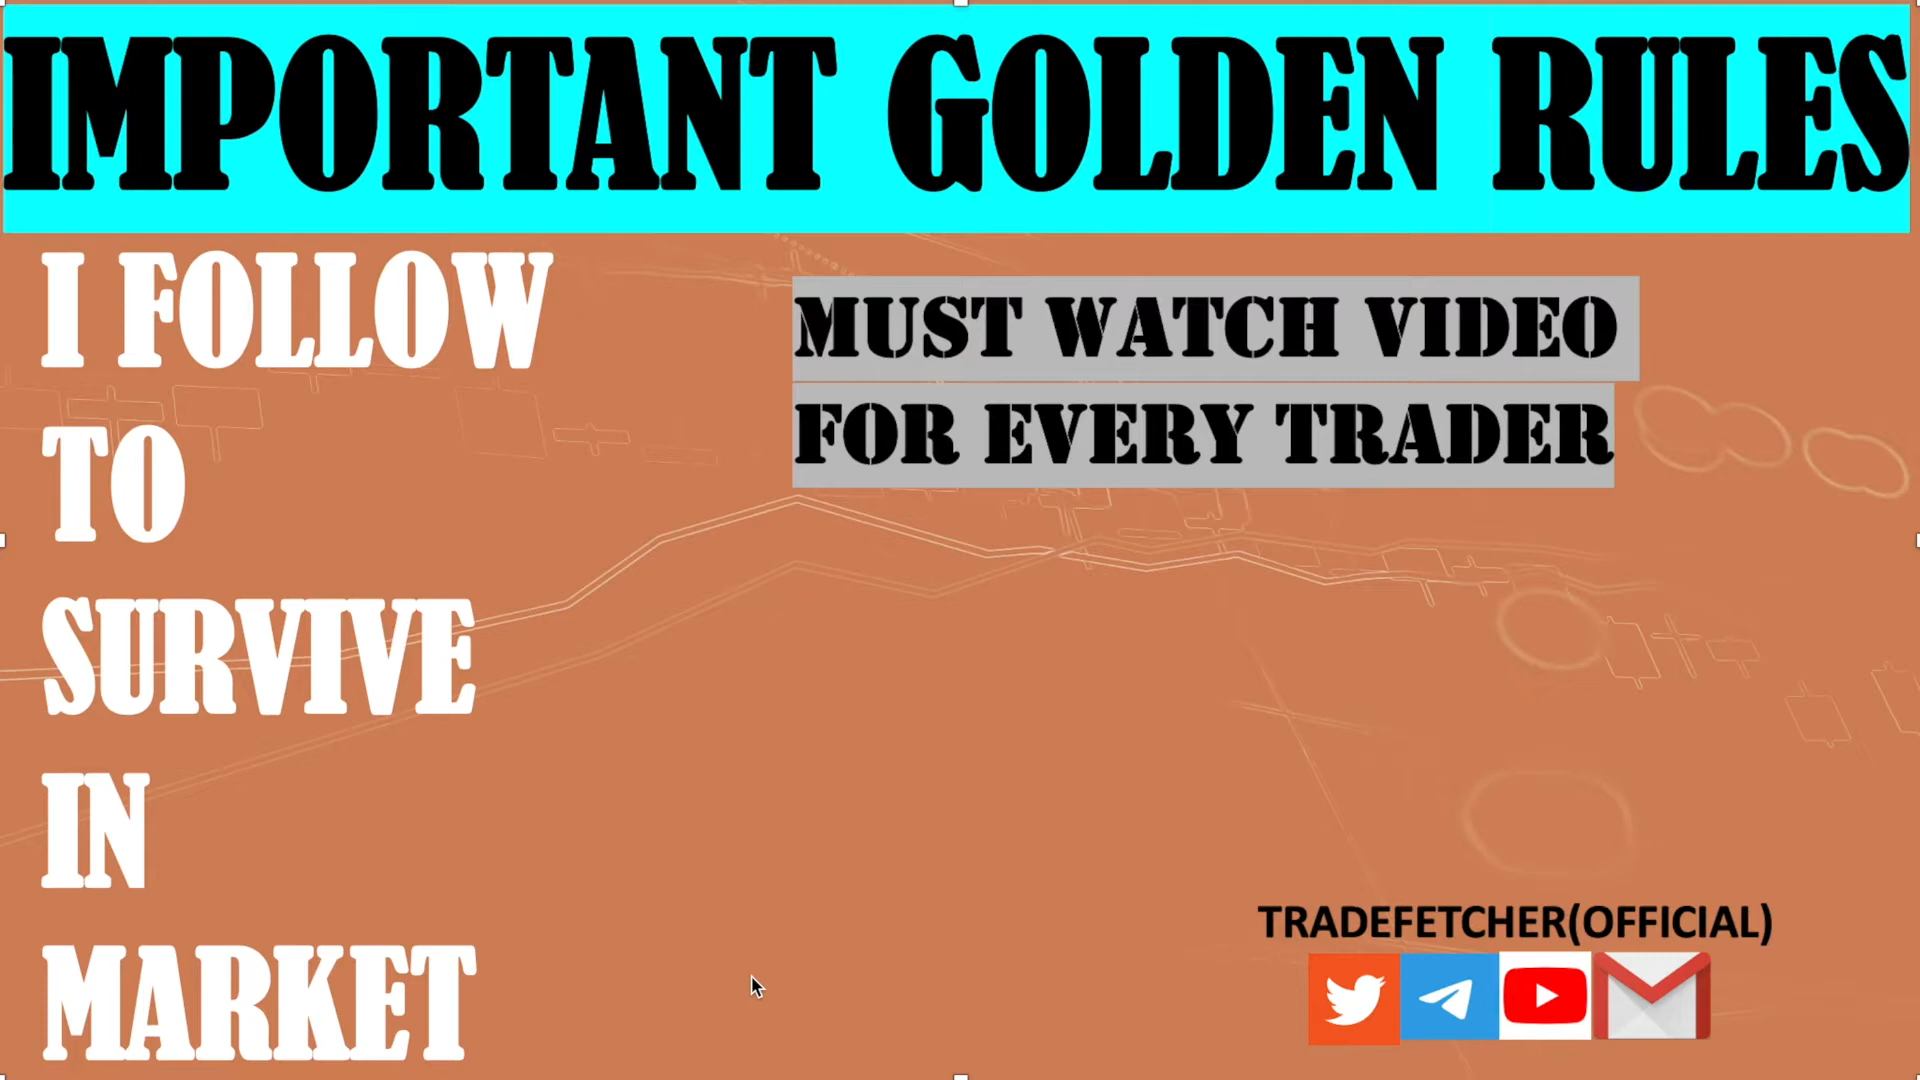 IMPORTANT GOLDEN RULES
I FOLLOW
TO
SURVIVE
IN
MARKET
MUST WATCH VIDEO
FOR EVERY TRADER
TRADEFETCHER(OFFICIAL)